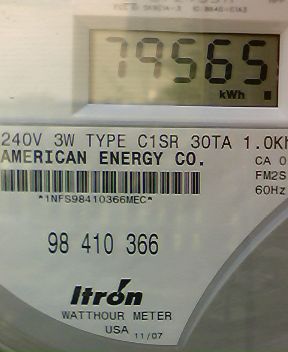 79565
kWh
240V 3W TYPE C1SR 30TA 1.0Kh
AMERICAN ENERGY CO.
CA 0
FM2S
60Hz
*1NFS98410366MEC*
98 410 366
Itron
WATTHOUR METER
USA 11/07